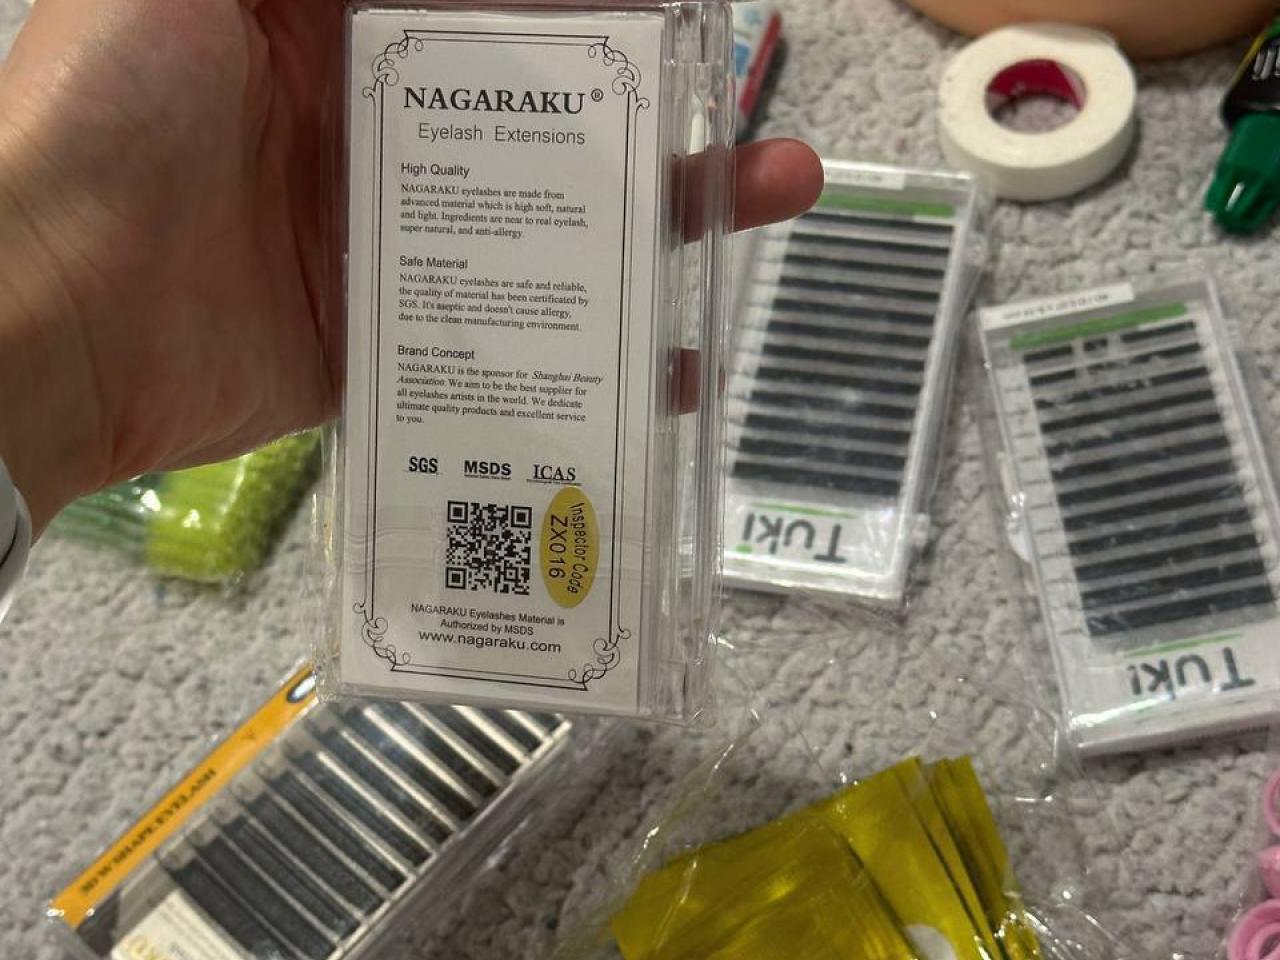 NAGARAKU®
Eyelash Extensions
High Quality
NAGARAKU eyelashes are made from
advanced material which is high soft, natural
and light. Ingredients are near to real eyelash,
super natural, and anti-allergy.
Safe Material
NAGARAKU eyelashes are safe and reliable,
the quality of material has been certificated by
SGS. It's aseptic and doesn't cause allergy,
due to the clean manufacturing environment.
Brand Concept
NAGARAKU is the sponsor for Shanghai Beauty
Association. We aim to be the best supplier for
all eyelashes artists in the world. We dedicate
ultimate quality products and excellent service
to you.
SGS MSDS ICAS
Inspector Code
ZX016
NAGARAKU Eyelashes Material is
Authorized by MSDS
www.nagaraku.com
Tuki
Tuki
3D W SHAPE EYELASH